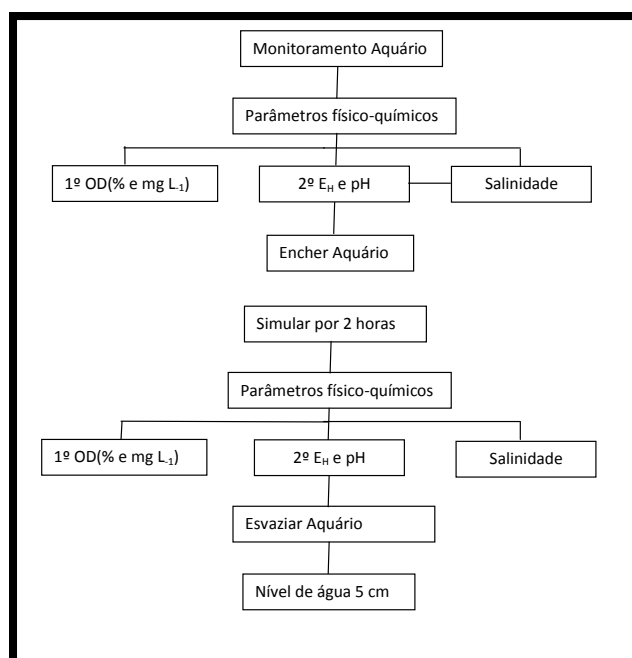 Monitoramento Aquário
Parâmetros físico-químicos
1º OD(% e mg L-1)
2º EH e pH
Salinidade
Encher Aquário
Simular por 2 horas
Parâmetros físico-químicos
1º OD(% e mg L-1)
2º EH e pH
Salinidade
Esvaziar Aquário
Nível de água 5 cm